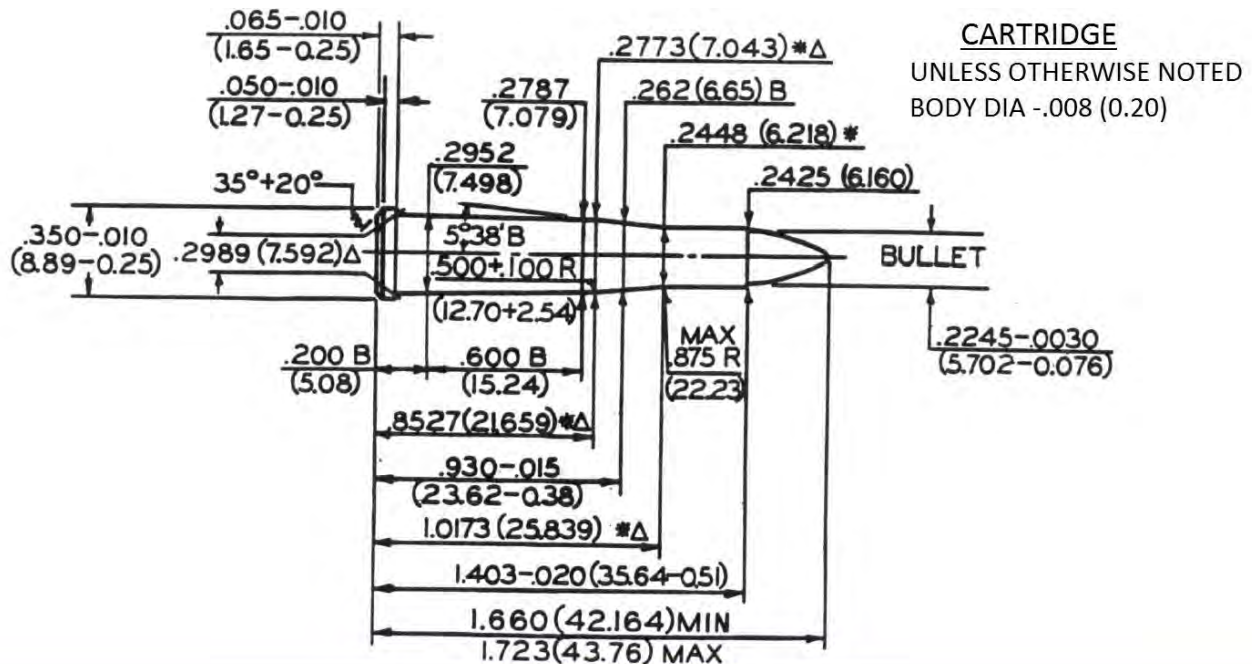 .065-.010
(1.65-0.25)
.050-.010
(1.27-0.25)
.2773(7.043)*Δ
.2787
(7.079)
.262(6.65) B
.2448 (6.218)*
.2952
(7.498)
.2425 (6.160)
35°+20°
.350-.010
(8.89-0.25)
.2989(7.592)Δ
5°38'B
.500+.100 R
(12.70+2.54)
BULLET
MAX
.875 R
(22.23)
.2245-.0030
(5.702-0.076)
.200 B
(5.08)
.600 B
(15.24)
.8527(21.659)*Δ
.930-.015
(23.62-0.38)
1.0173(25.839) *Δ
1.403-.020(35.64-0.51)
1.660(42.164)MIN
1.723(43.76) MAX
CARTRIDGE
UNLESS OTHERWISE NOTED
BODY DIA -.008 (0.20)